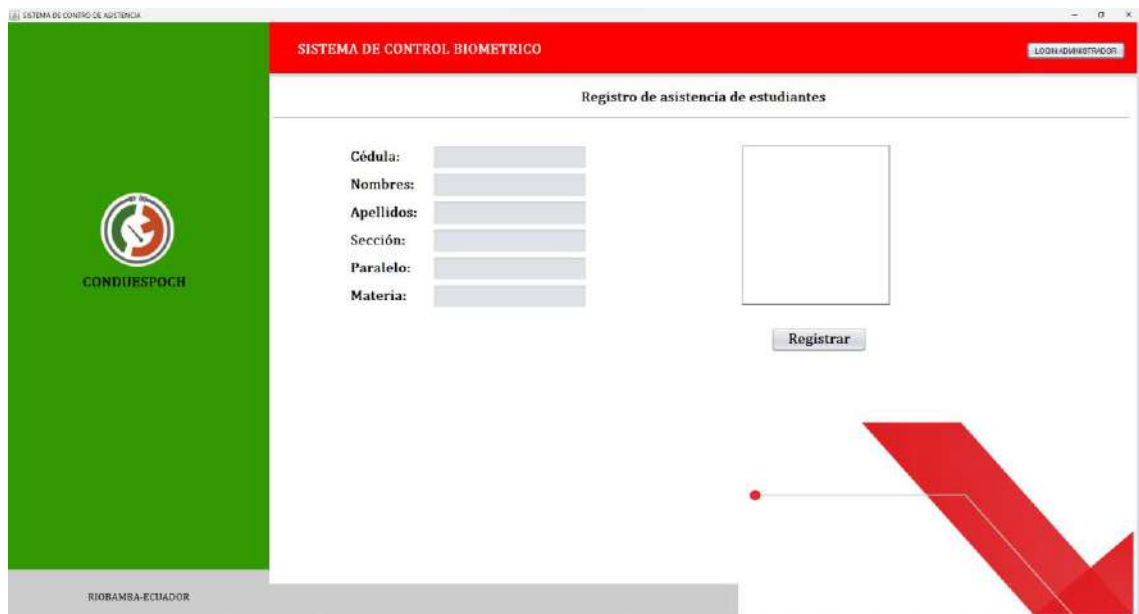 SISTEMA DE CONTRO DE ASISTENCIA
SISTEMA DE CONTROL BIOMETRICO
LOGIN ADMINISTRADOR
Registro de asistencia de estudiantes
Cédula:
Nombres:
Apellidos:
Sección:
Paralelo:
Materia:
Registrar
CONDUESPOCH
RIOBAMBA-ECUADOR